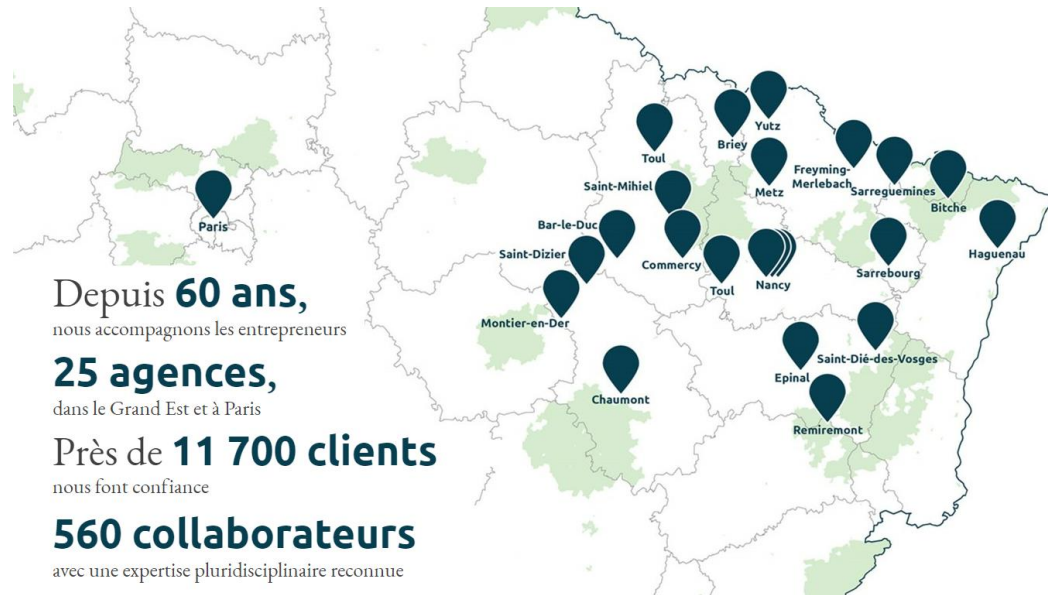 Yutz
Briey
Toul
Metz
Freyming-
Merlebach
Sarreguemines
Saint-Mihiel
Bitche
Paris
Bar-le-Duc
Haguenau
Saint-Dizier
Commercy
Sarrebourg
Toul
Nancy
Depuis 60 ans,
nous accompagnons les entrepreneurs
Montier-en-Der
Saint-Dié-des-Vosges
25 agences,
Epinal
Chaumont
dans le Grand Est et à Paris
Remiremont
Près de 11 700 clients
nous font confiance
560 collaborateurs
avec une expertise pluridisciplinaire reconnue